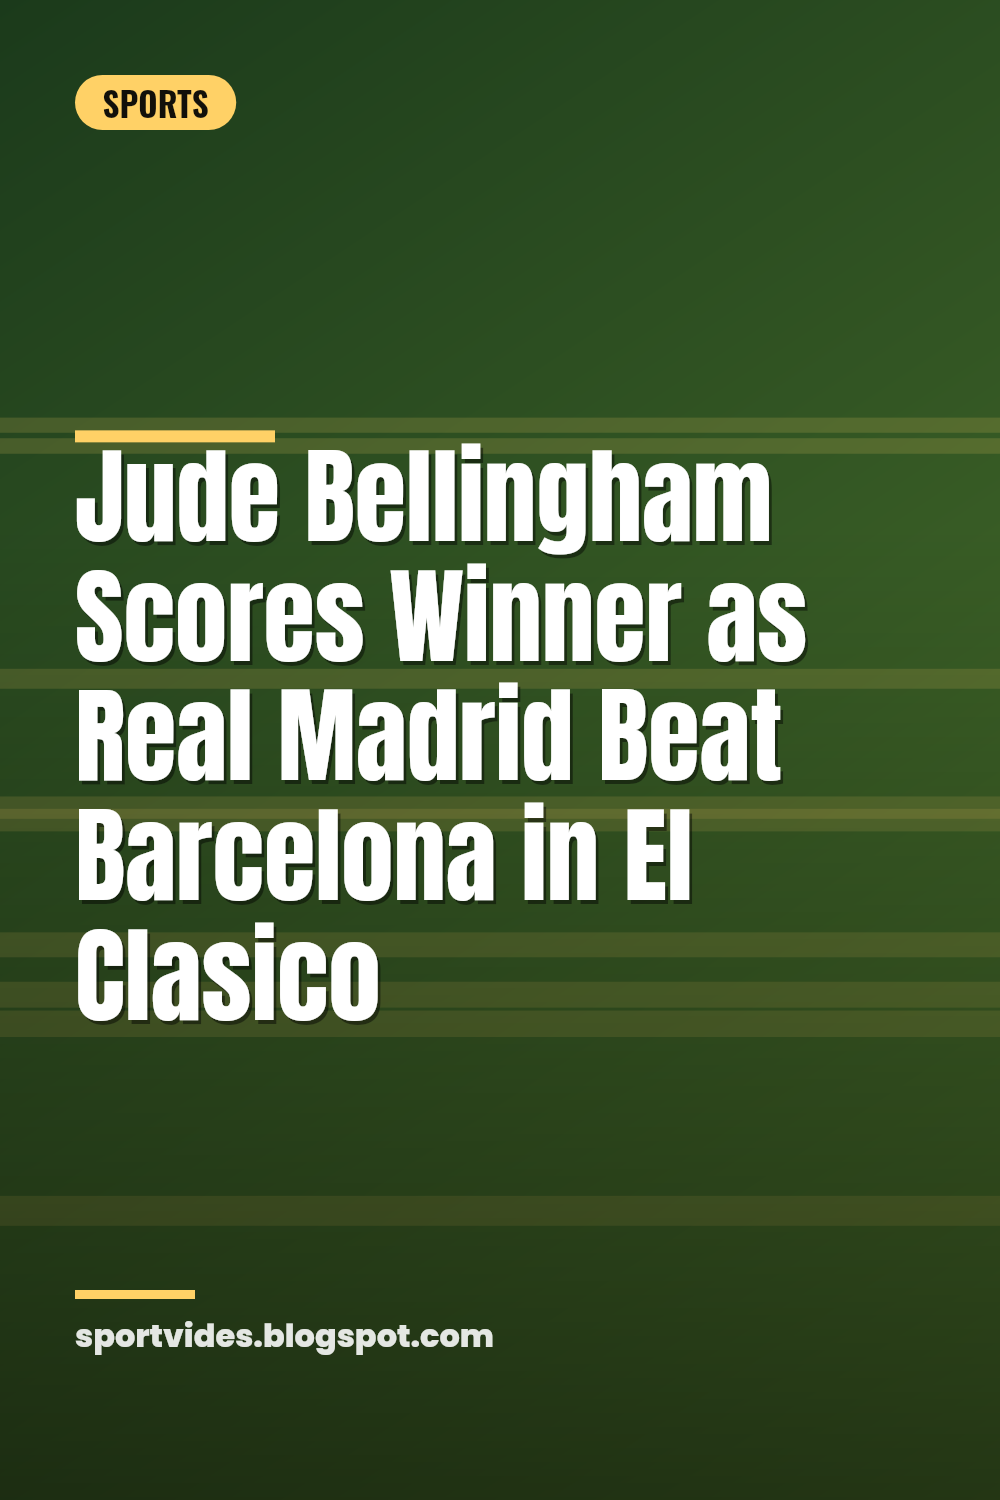 SPORTS
Jude Bellingham
Scores Winner as
Real Madrid Beat
Barcelona in El
Clasico
sportvides.blogspot.com